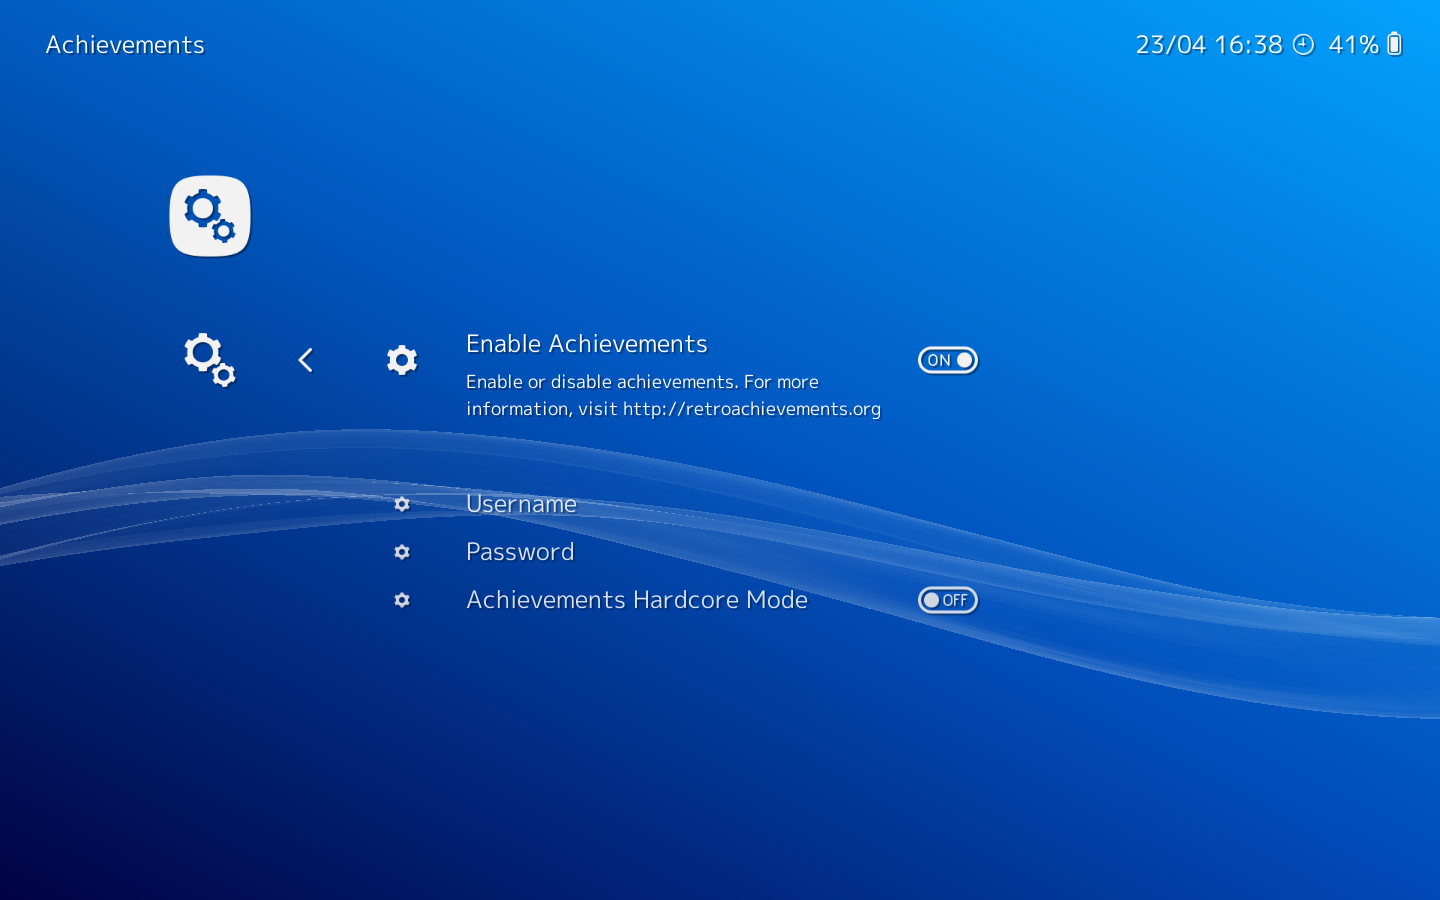 Achievements
23/04 16:38 41%
Enable Achievements
ON
Enable or disable achievements. For more
information, visit http://retroachievements.org
Username
Password
Achievements Hardcore Mode
OFF